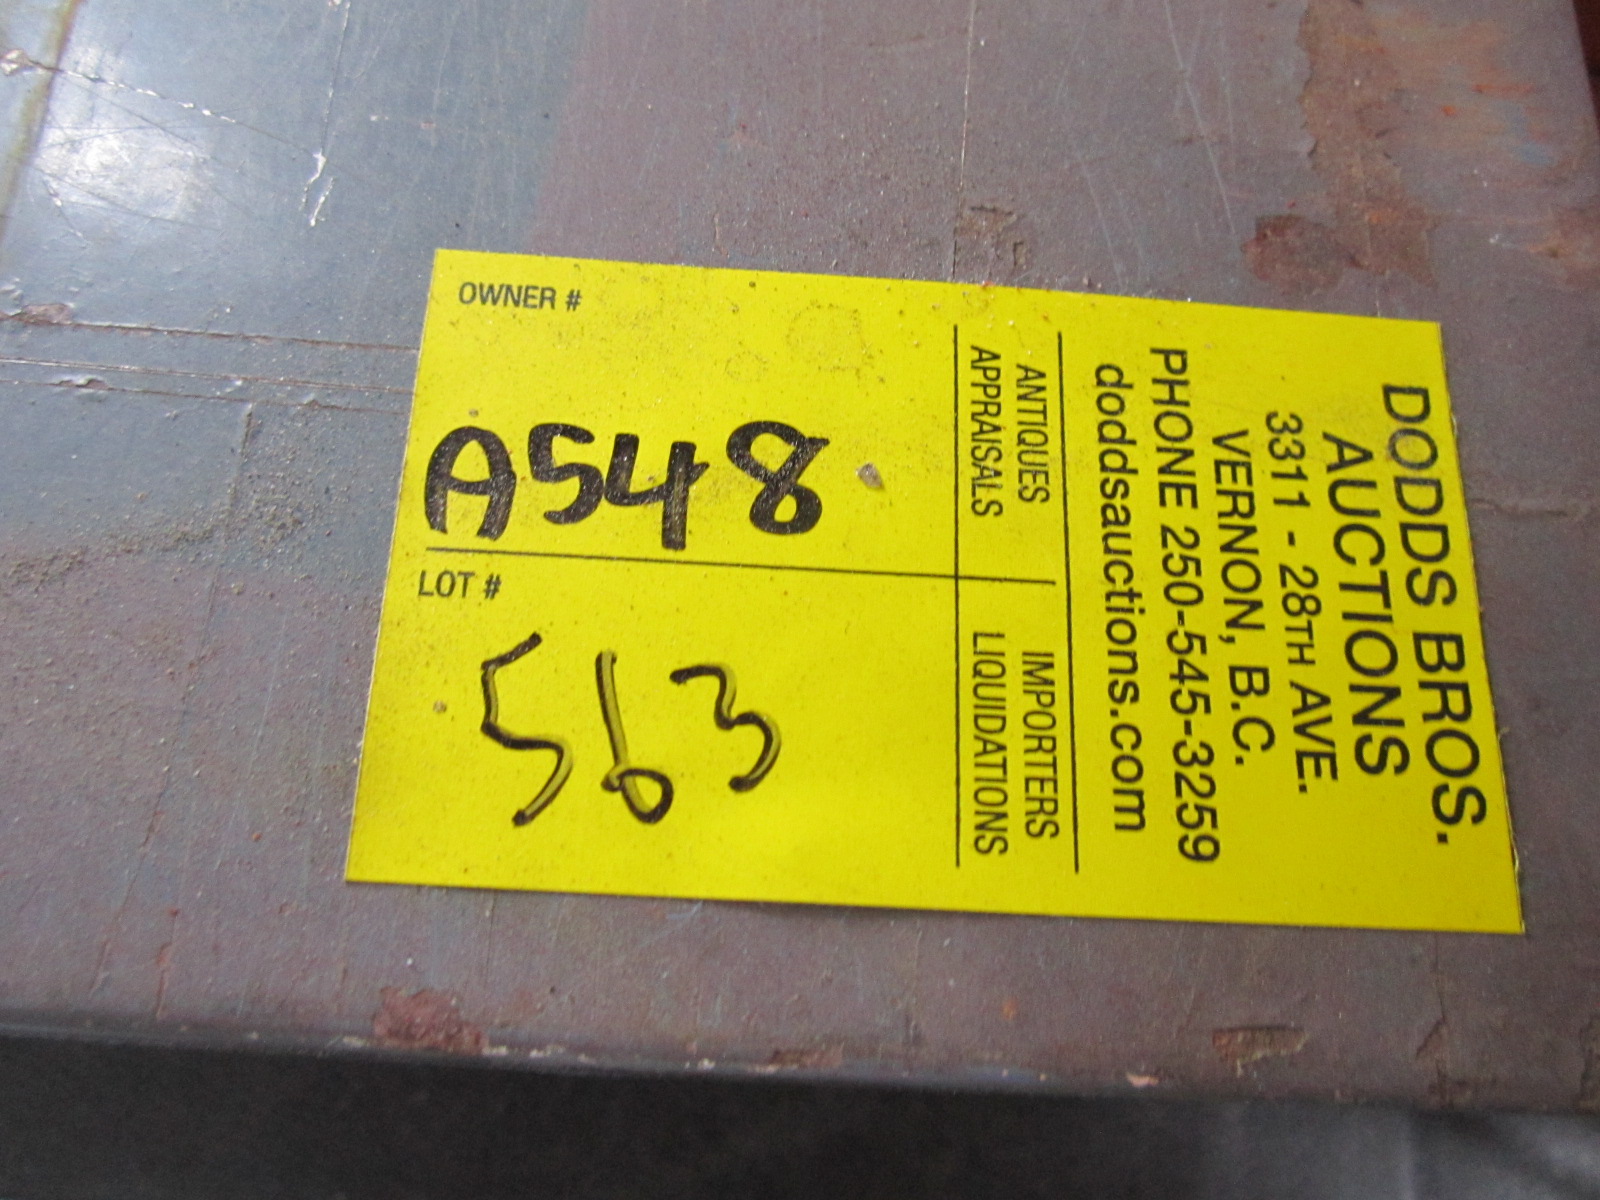 DODDS BROS.
AUCTIONS
3311 - 28TH AVE.
VERNON, B.C.
PHONE 250-545-3259
doddsauctions.com
ANTIQUES IMPORTERS
APPRAISALS LIQUIDATIONS
OWNER #
A548
LOT #
563